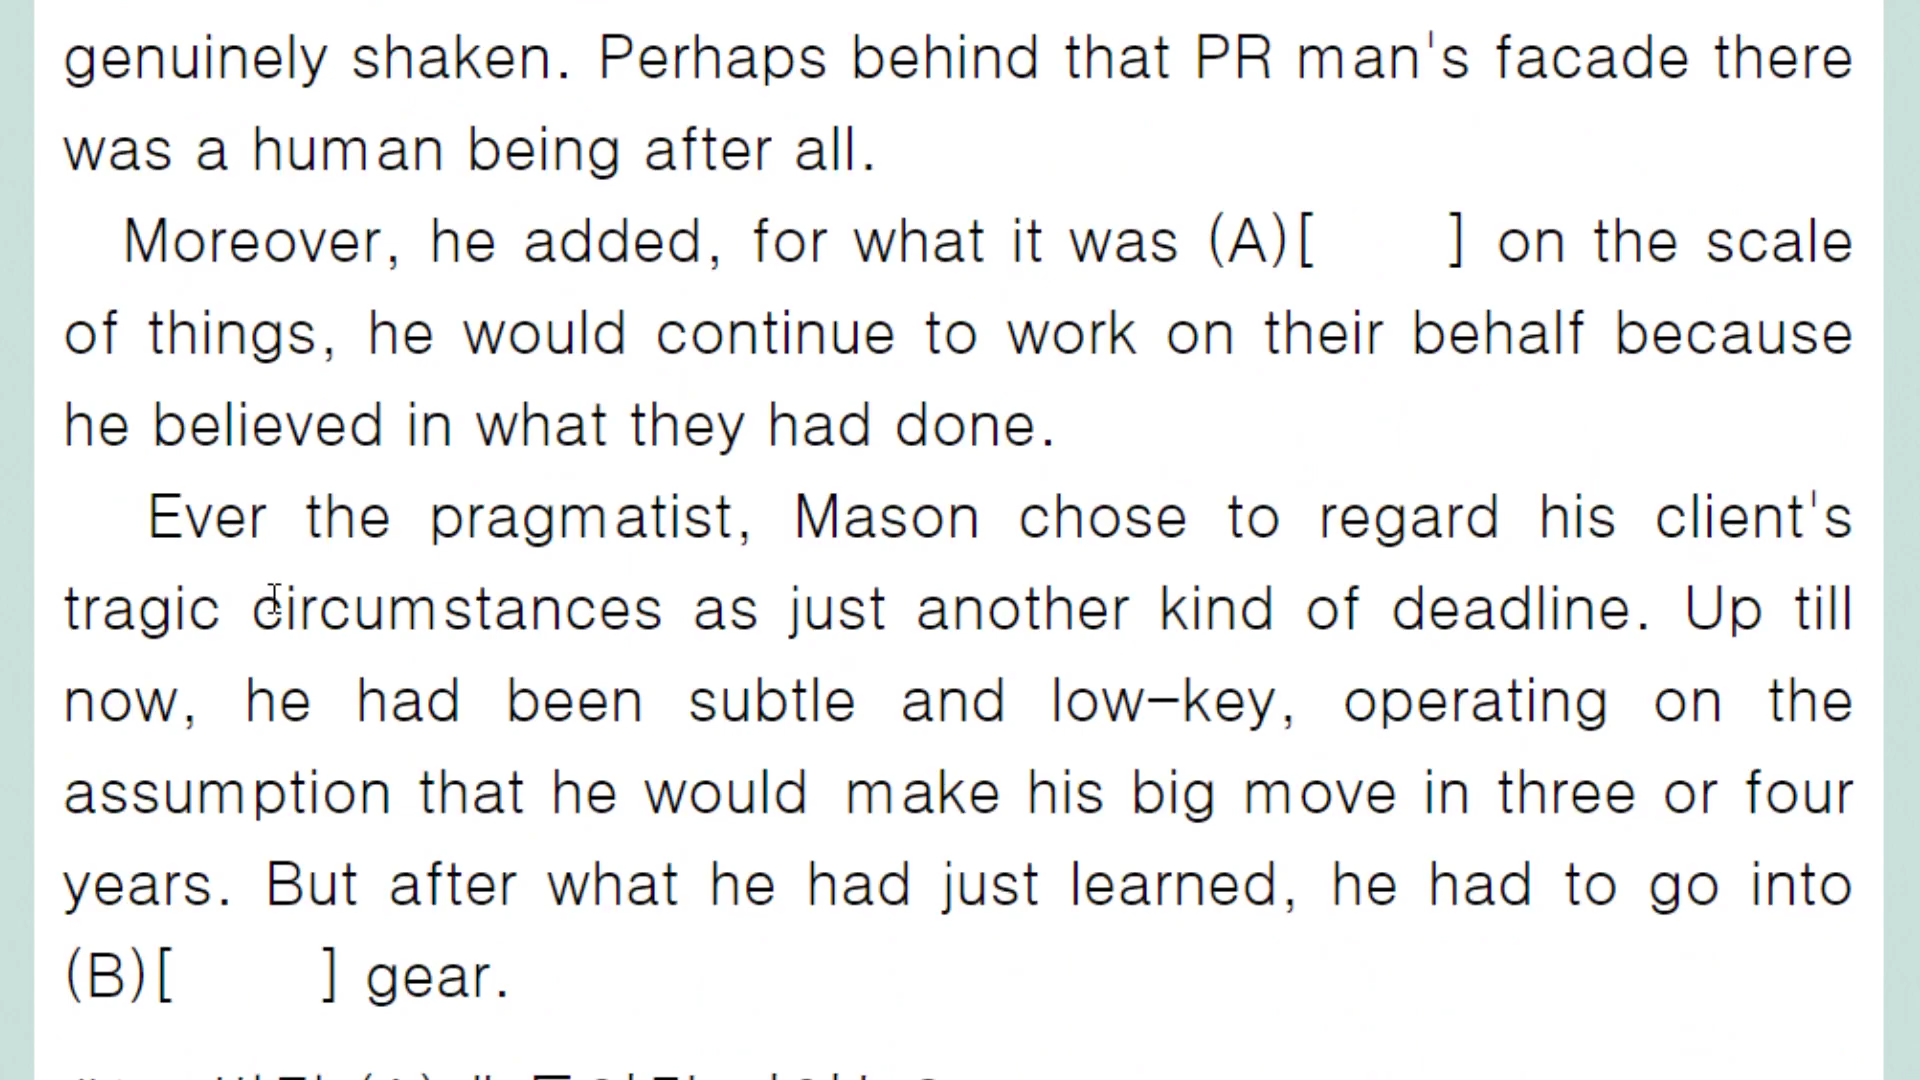 genuinely shaken. Perhaps behind that PR man's facade there
was a human being after all.
Moreover, he added, for what it was (A)[ ] on the scale
of things, he would continue to work on their behalf because
he believed in what they had done.
Ever the pragmatist, Mason chose to regard his client's
tragic circumstances as just another kind of deadline. Up till
now, he had been subtle and low-key, operating on the
assumption that he would make his big move in three or four
years. But after what he had just learned, he had to go into
(B)[ ] gear.